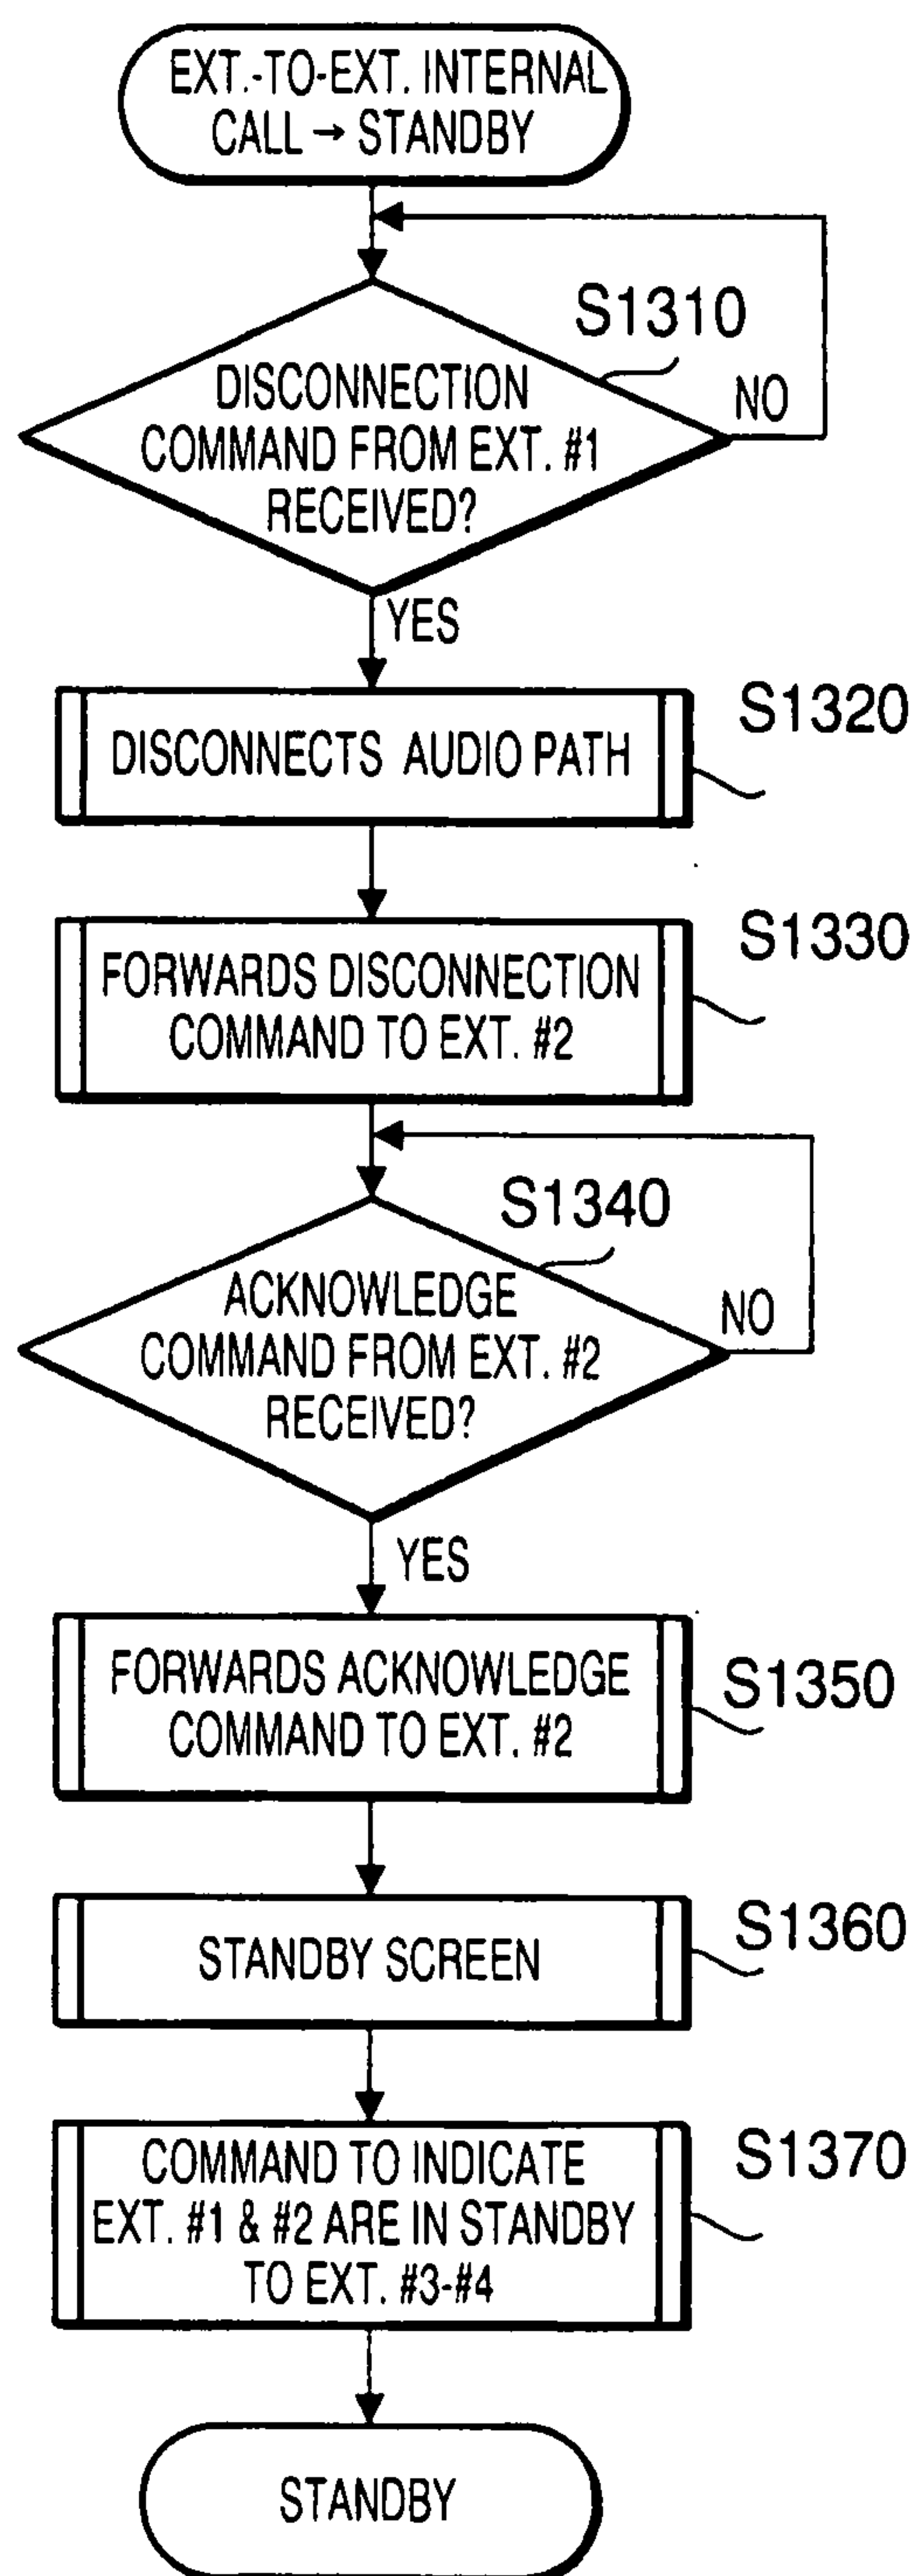 EXT.-TO-EXT. INTERNAL
CALL → STANDBY
S1310
DISCONNECTION
COMMAND FROM EXT. #1
RECEIVED?
NO
YES
DISCONNECTS AUDIO PATH
S1320
FORWARDS DISCONNECTION
COMMAND TO EXT. #2
S1330
S1340
ACKNOWLEDGE
COMMAND FROM EXT. #2
RECEIVED?
NO
YES
FORWARDS ACKNOWLEDGE
COMMAND TO EXT. #2
S1350
STANDBY SCREEN
S1360
COMMAND TO INDICATE
EXT. #1 & #2 ARE IN STANDBY
TO EXT. #3-#4
S1370
STANDBY